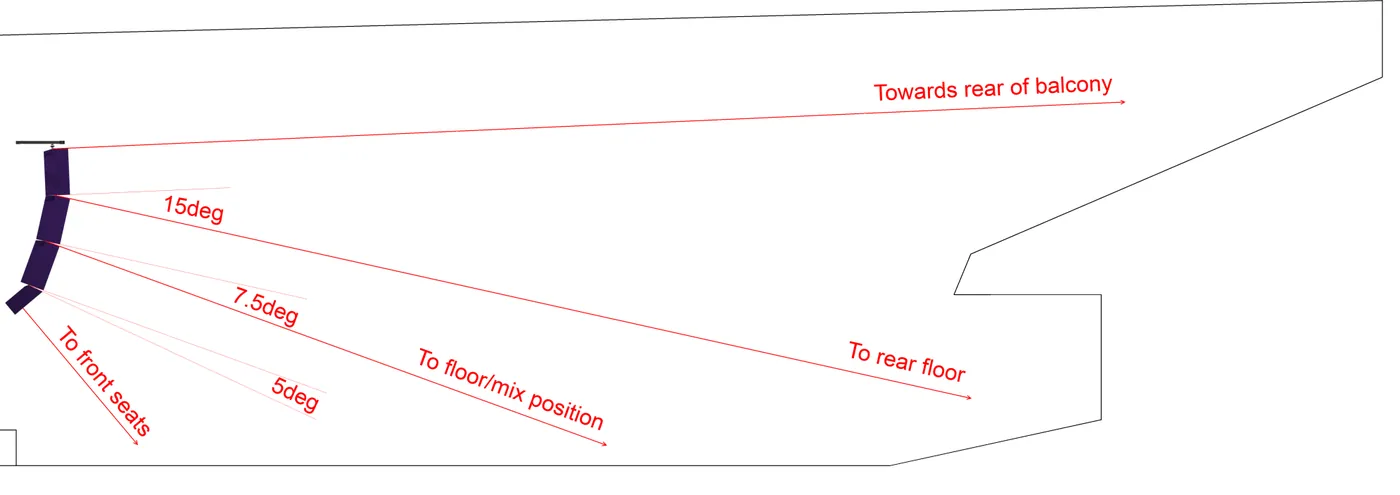 Towards rear of balcony
15deg
7.5deg
To rear floor
To front seats
To floor/mix position
5deg